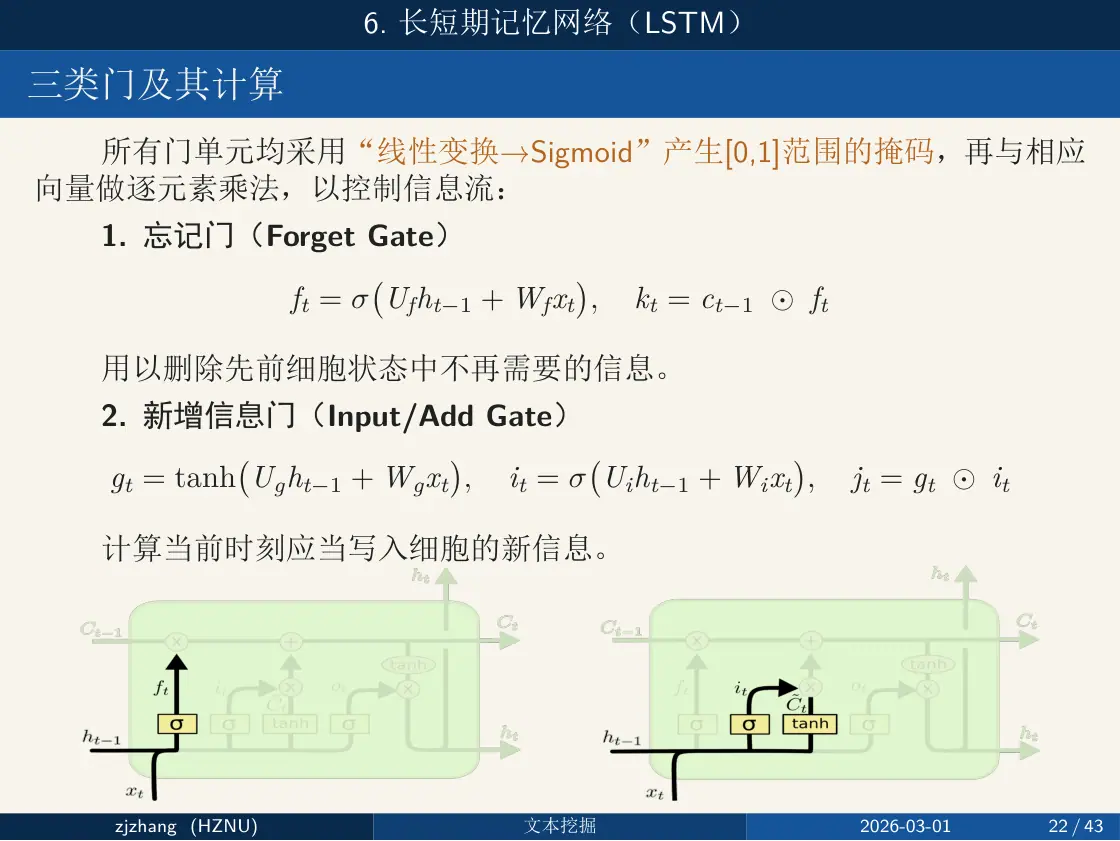 6. 长短期记忆网络（LSTM）
三类门及其计算
所有门单元均采用“线性变换→Sigmoid”产生[0,1]范围的掩码，再与相应
向量做逐元素乘法，以控制信息流：
1. 忘记门（Forget Gate）
f_t = σ(U_f h_{t−1} + W_f x_t),  k_t = c_{t−1} ⊙ f_t
用以删除先前细胞状态中不再需要的信息。
2. 新增信息门（Input/Add Gate）
g_t = tanh(U_g h_{t−1} + W_g x_t),  i_t = σ(U_i h_{t−1} + W_i x_t),  j_t = g_t ⊙ i_t
计算当前时刻应当写入细胞的新信息。
h_t
C_{t−1} × + C_t
tanh
f_t i_t × o_t ×
C̃_t
σ σ tanh σ
h_{t−1} h_t
x_t
h_t
C_{t−1} × + C_t
tanh
f_t i_t × o_t ×
C̃_t
σ σ tanh σ
h_{t−1} h_t
x_t
zjzhang (HZNU) 文本挖掘 2026-03-01 22 / 43